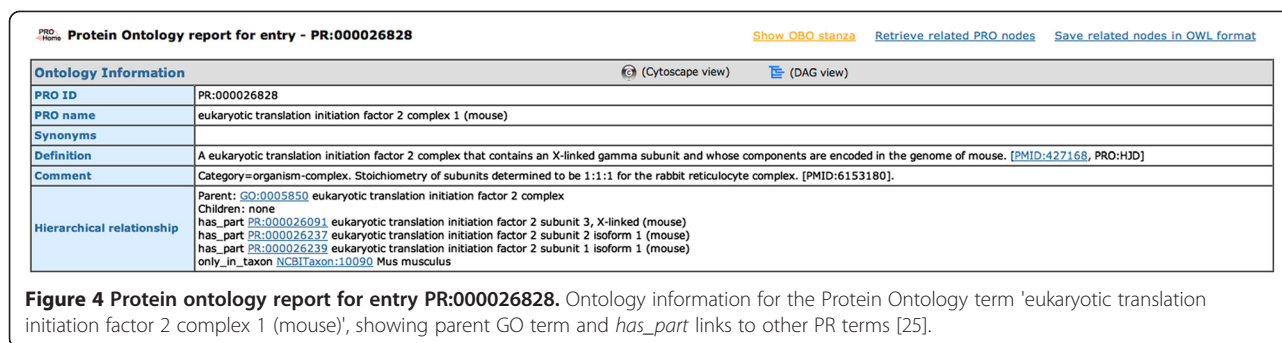 PRO Home Protein Ontology report for entry - PR:000026828 Show OBO stanza Retrieve related PRO nodes Save related nodes in OWL format
Ontology Information (Cytoscape view) (DAG view)
PRO ID PR:000026828
PRO name eukaryotic translation initiation factor 2 complex 1 (mouse)
Synonyms
Definition A eukaryotic translation initiation factor 2 complex that contains an X-linked gamma subunit and whose components are encoded in the genome of mouse. [PMID:427168, PRO:HJD]
Comment Category=organism-complex. Stoichiometry of subunits determined to be 1:1:1 for the rabbit reticulocyte complex. [PMID:6153180].
Hierarchical relationship
Parent: GO:0005850 eukaryotic translation initiation factor 2 complex
Children: none
has_part PR:000026091 eukaryotic translation initiation factor 2 subunit 3, X-linked (mouse)
has_part PR:000026237 eukaryotic translation initiation factor 2 subunit 2 isoform 1 (mouse)
has_part PR:000026239 eukaryotic translation initiation factor 2 subunit 1 isoform 1 (mouse)
only_in_taxon NCBITaxon:10090 Mus musculus
Figure 4 Protein ontology report for entry PR:000026828. Ontology information for the Protein Ontology term 'eukaryotic translation
initiation factor 2 complex 1 (mouse)', showing parent GO term and has_part links to other PR terms [25].